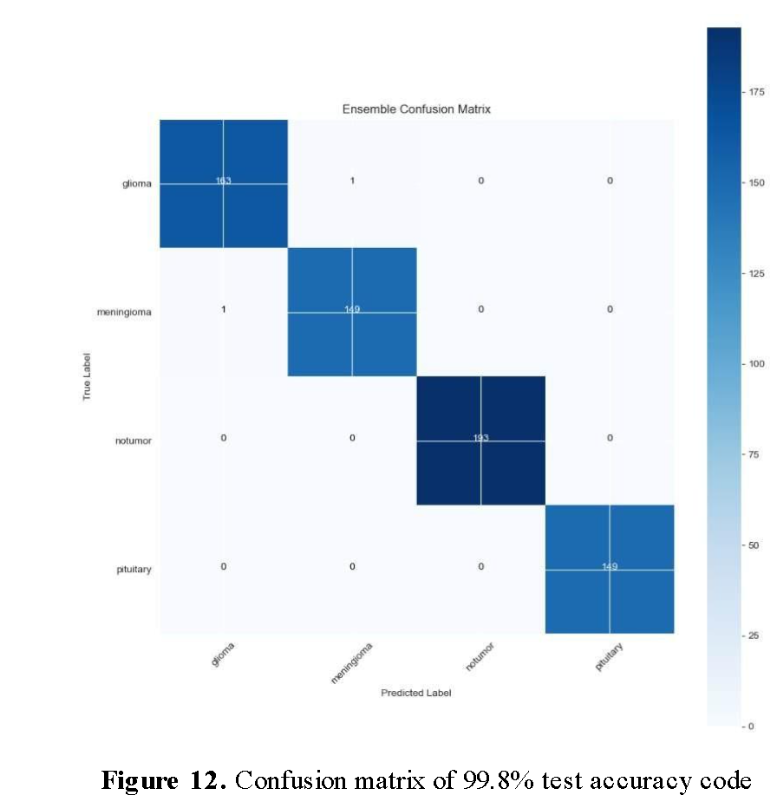 Ensemble Confusion Matrix
175
150
125
100
75
50
25
0
glioma 163 1 0 0
meningioma 1 149 0 0
notumor 0 0 193 0
pituitary 0 0 0 149
True Label
glioma meningioma notumor pituitary
Predicted Label
Figure 12. Confusion matrix of 99.8% test accuracy code